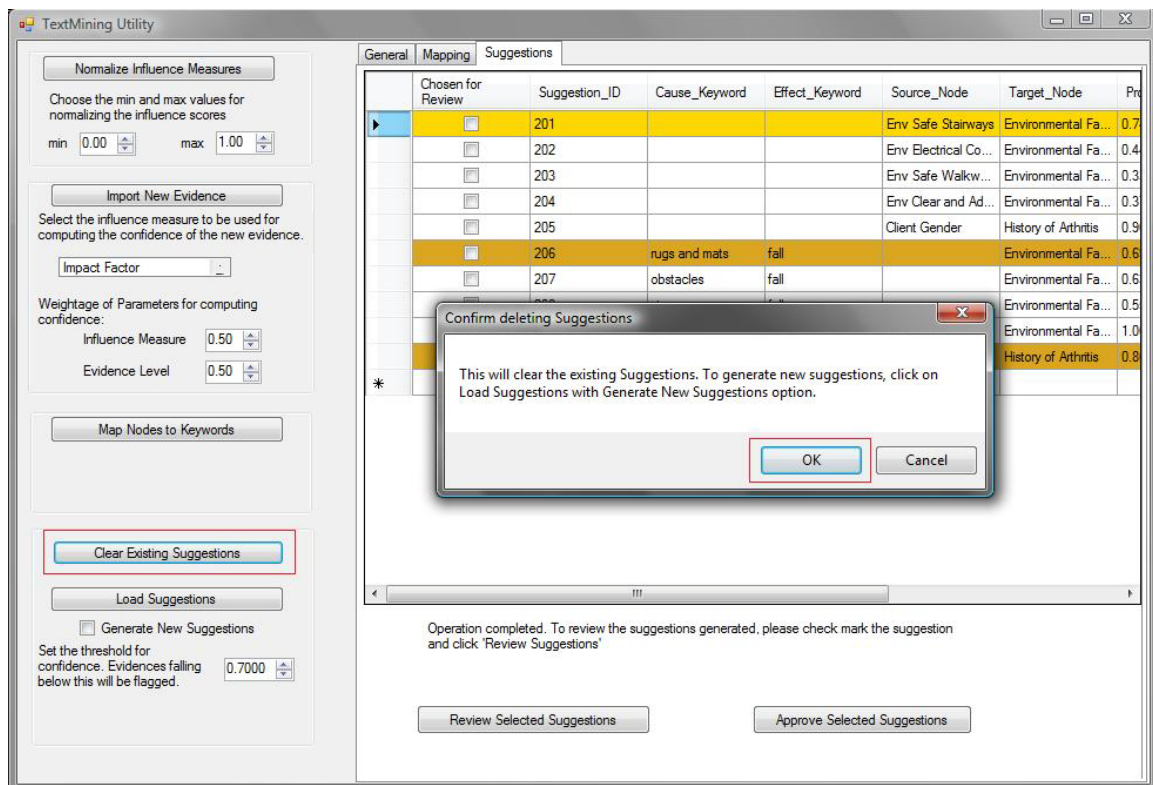 TextMining Utility
Normalize Influence Measures
Choose the min and max values for
normalizing the influence scores
min 0.00 max 1.00
Import New Evidence
Select the influence measure to be used for
computing the confidence of the new evidence.
Impact Factor
Weightage of Parameters for computing
confidence:
Influence Measure 0.50
Evidence Level 0.50
Map Nodes to Keywords
Clear Existing Suggestions
Load Suggestions
Generate New Suggestions
Set the threshold for
confidence. Evidences falling
below this will be flagged.
0.7000
General Mapping Suggestions
Chosen for
Review
Suggestion_ID Cause_Keyword Effect_Keyword Source_Node Target_Node
201 Env Safe Stairways Environmental Fa...
202 Env Electrical Co... Environmental Fa...
203 Env Safe Walkw... Environmental Fa...
204 Env Clear and Ad... Environmental Fa...
205 Client Gender History of Arthritis
206 rugs and mats fall Environmental Fa...
207 obstacles fall Environmental Fa...
Environmental Fa...
Environmental Fa...
History of Arthritis
*
Confirm deleting Suggestions
This will clear the existing Suggestions. To generate new suggestions, click on
Load Suggestions with Generate New Suggestions option.
OK Cancel
Operation completed. To review the suggestions generated, please check mark the suggestion
and click 'Review Suggestions'
Review Selected Suggestions Approve Selected Suggestions